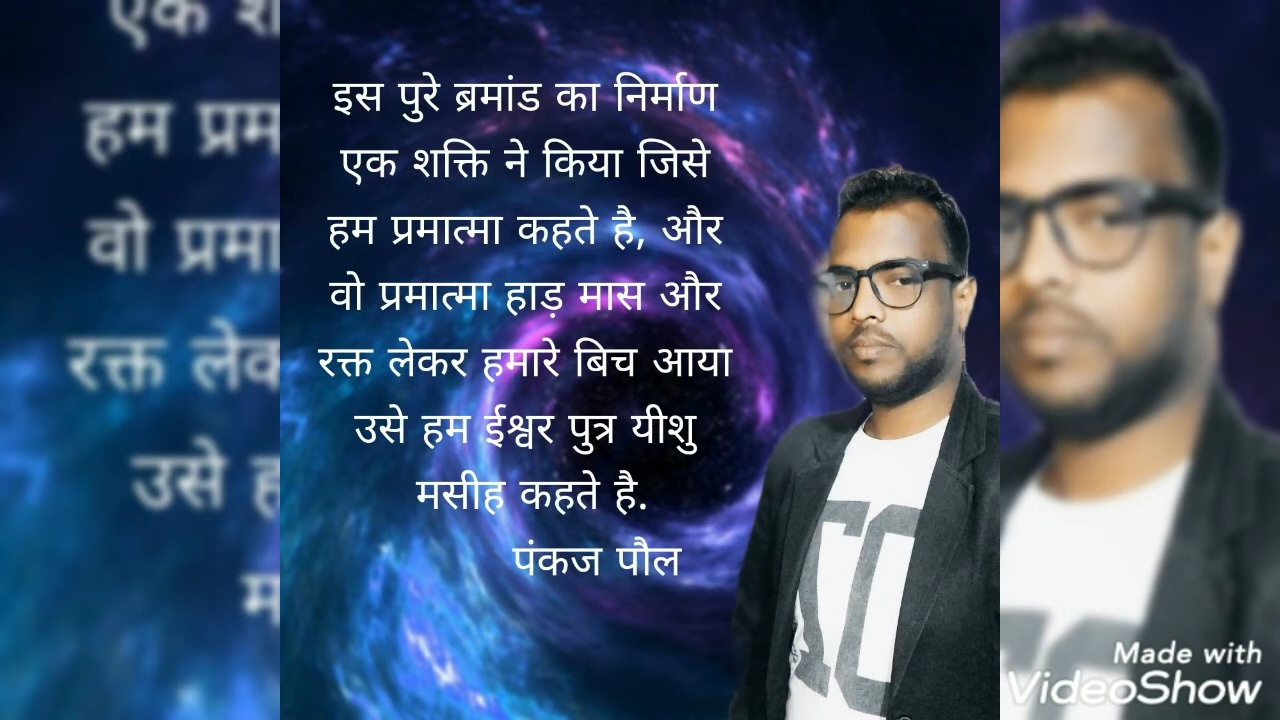 इस पुरे ब्रमांड का निर्माण
एक शक्ति ने किया जिसे
हम प्रमात्मा कहते है, और
वो प्रमात्मा हाड़ मास और
रक्त लेकर हमारे बिच आया
उसे हम ईश्वर पुत्र यीशु
मसीह कहते है.
पंकज पौल
Made with
VideoShow